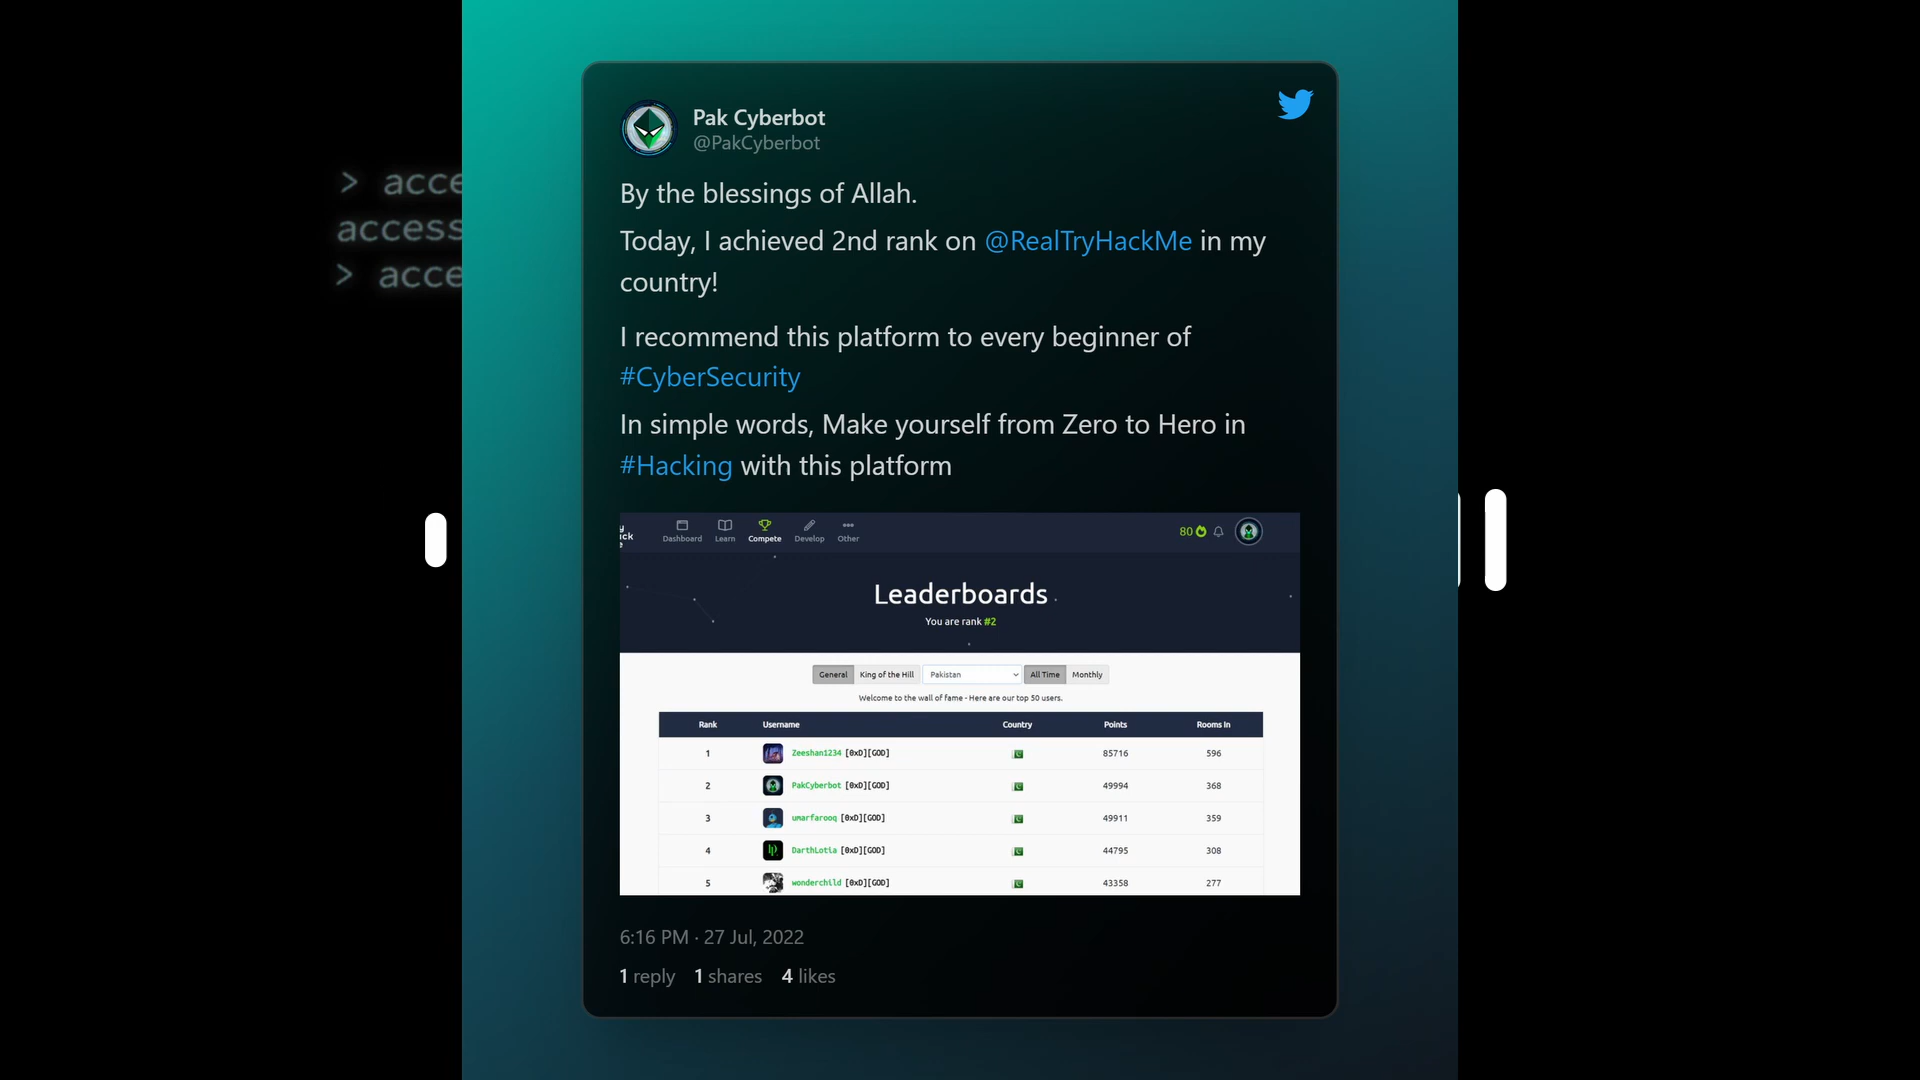 > acce
access
> acce
Pak Cyberbot
@PakCyberbot
By the blessings of Allah.
Today, I achieved 2nd rank on @RealTryHackMe in my
country!
I recommend this platform to every beginner of
#CyberSecurity
In simple words, Make yourself from Zero to Hero in
#Hacking with this platform
Dashboard Learn Compete Develop Other 80
Leaderboards
You are rank #2
General King of the Hill Pakistan All Time Monthly
Welcome to the wall of fame - Here are our top 50 users.
Rank Username Country Points Rooms In
1 Zeeshan1234 [0xD][GOD] 85716 596
2 PakCyberbot [0xD][GOD] 49994 368
3 umarfarooq [0xD][GOD] 49911 359
4 DarthLotia [0xD][GOD] 44795 308
5 wonderchild [0xD][GOD] 43358 277
6:16 PM · 27 Jul, 2022
1 reply 1 shares 4 likes